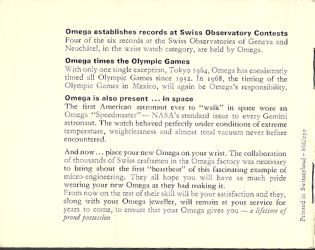 Omega establishes records at Swiss Observatory Contests
Four of the six records at the Swiss Observatories of Geneva and
Neuchâtel, in the wrist watch category, are held by Omega.
Omega times the Olympic Games
With only one single exception, Tokyo 1964, Omega has consistently
timed all Olympic Games since 1932. In 1968, the timing of the
Olympic Games in Mexico, will again be Omega's responsibility.
Omega is also present ... in space
The first American astronaut ever to "walk" in space wore an
Omega "Speedmaster" — NASA's standard issue to every Gemini
astronaut. The watch behaved perfectly under conditions of extreme
temperature, weightlessness and almost total vacuum never before
encountered.
And now... place your new Omega on your wrist. The collaboration
of thousands of Swiss craftsmen in the Omega factory was necessary
to being about the first "heartbeat" of this fascinating example of
micro-engineering. They all hope you will have as much pride
wearing your new Omega as they had making it.
From now on the test of their skill will be your satisfaction and they,
along with your Omega jeweller, will remain at your service for
years to come, to ensure that your Omega gives you — a lifetime of
proud possession
Printed in Switzerland -